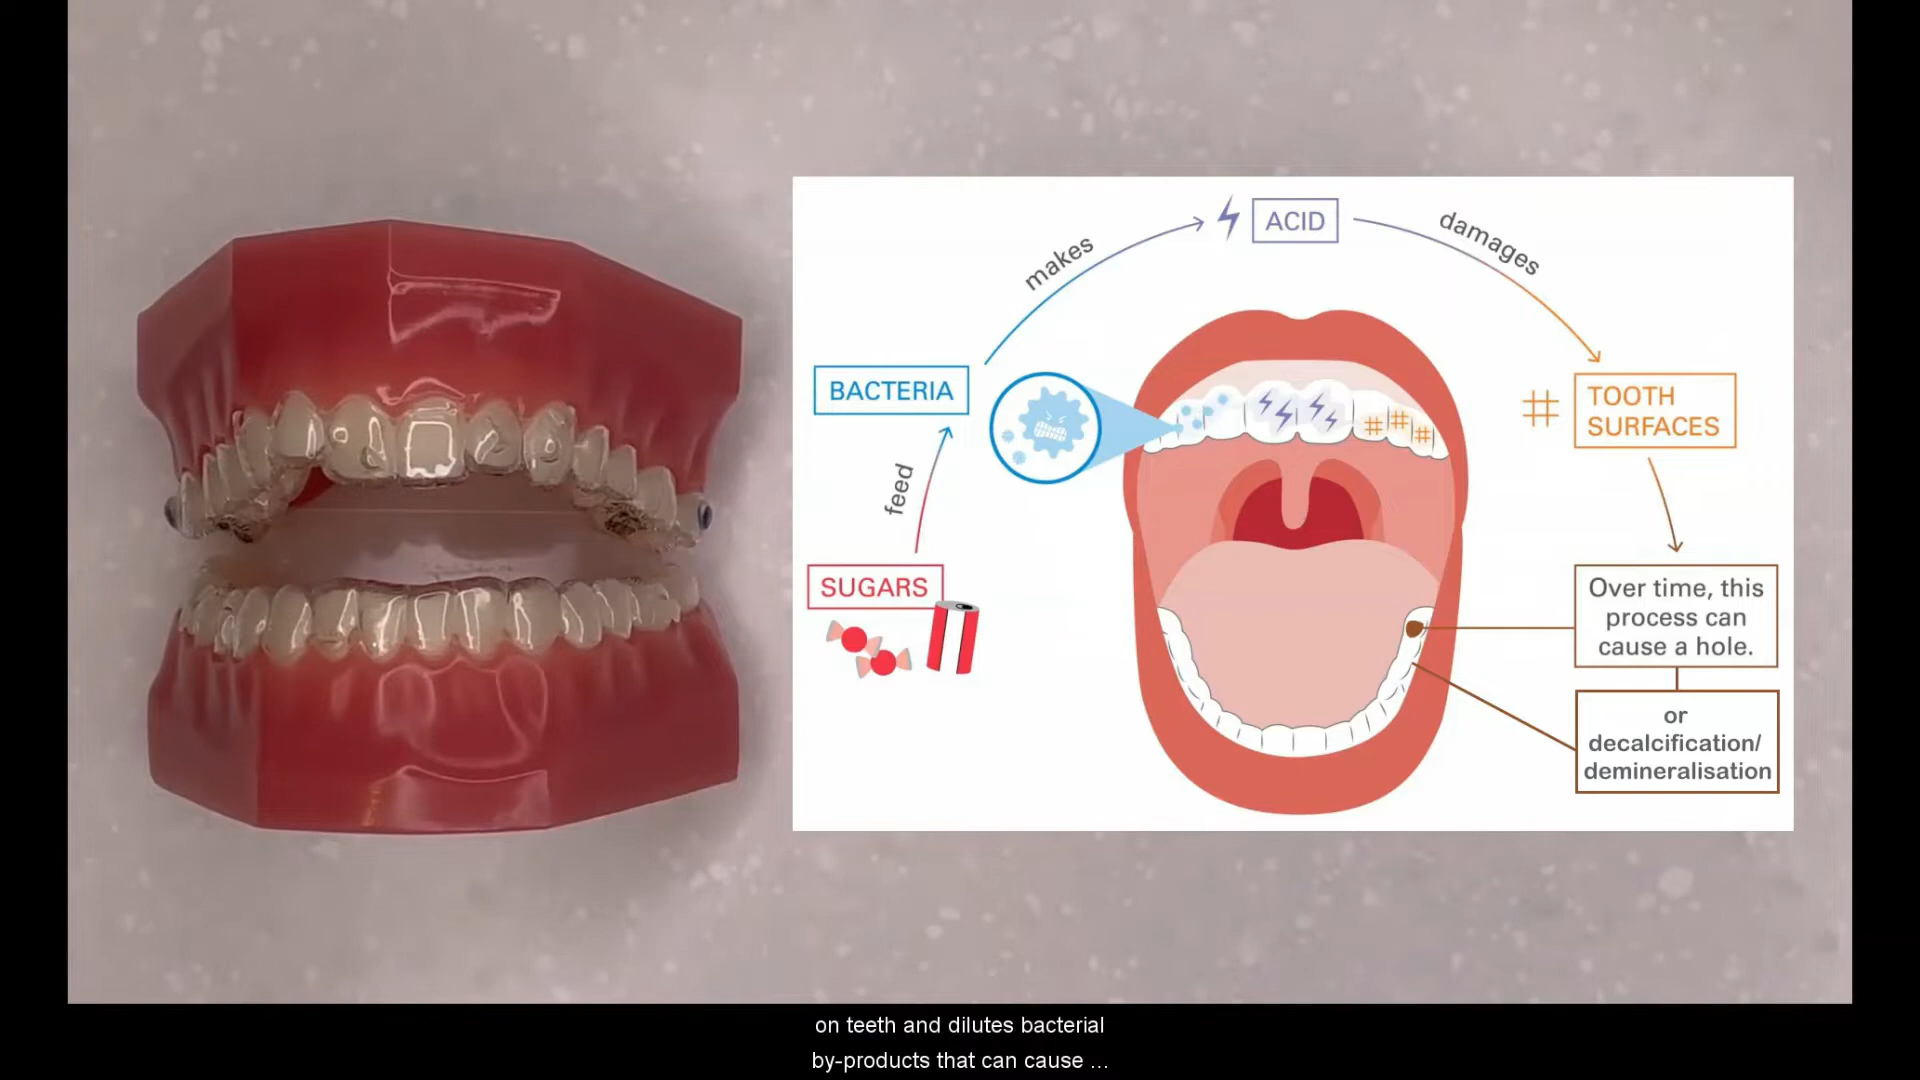 ACID
makes
damages
BACTERIA
TOOTH
SURFACES
feed
SUGARS
Over time, this
process can
cause a hole.
or
decalcification/
demineralisation
on teeth and dilutes bacterial
by-products that can cause ...